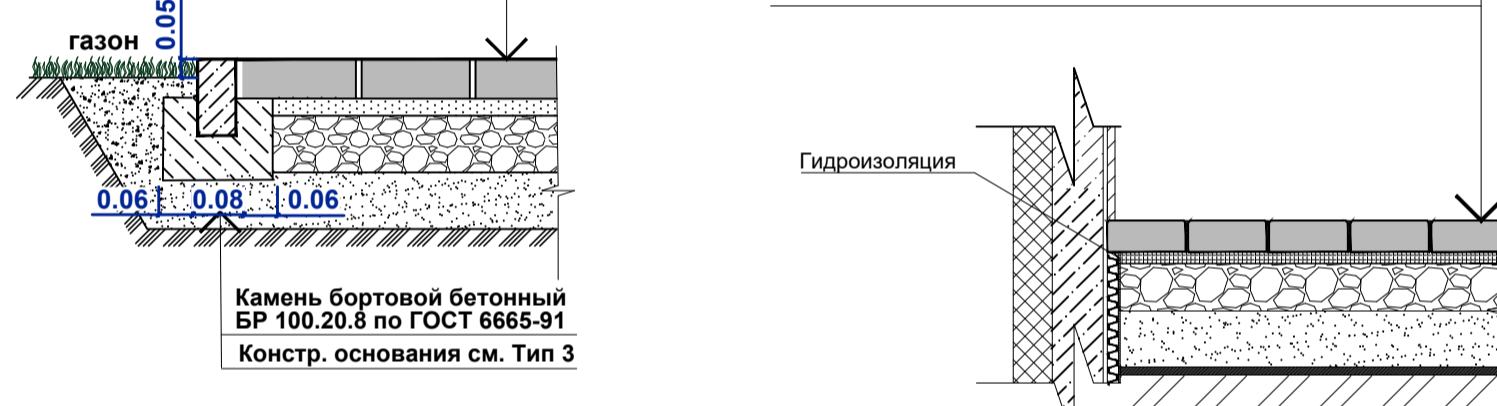 0.05
газон
0.06 0.08 0.06
Камень бортовой бетонный
БР 100.20.8 по ГОСТ 6665-91
Констр. основания см. Тип 3
Гидроизоляция